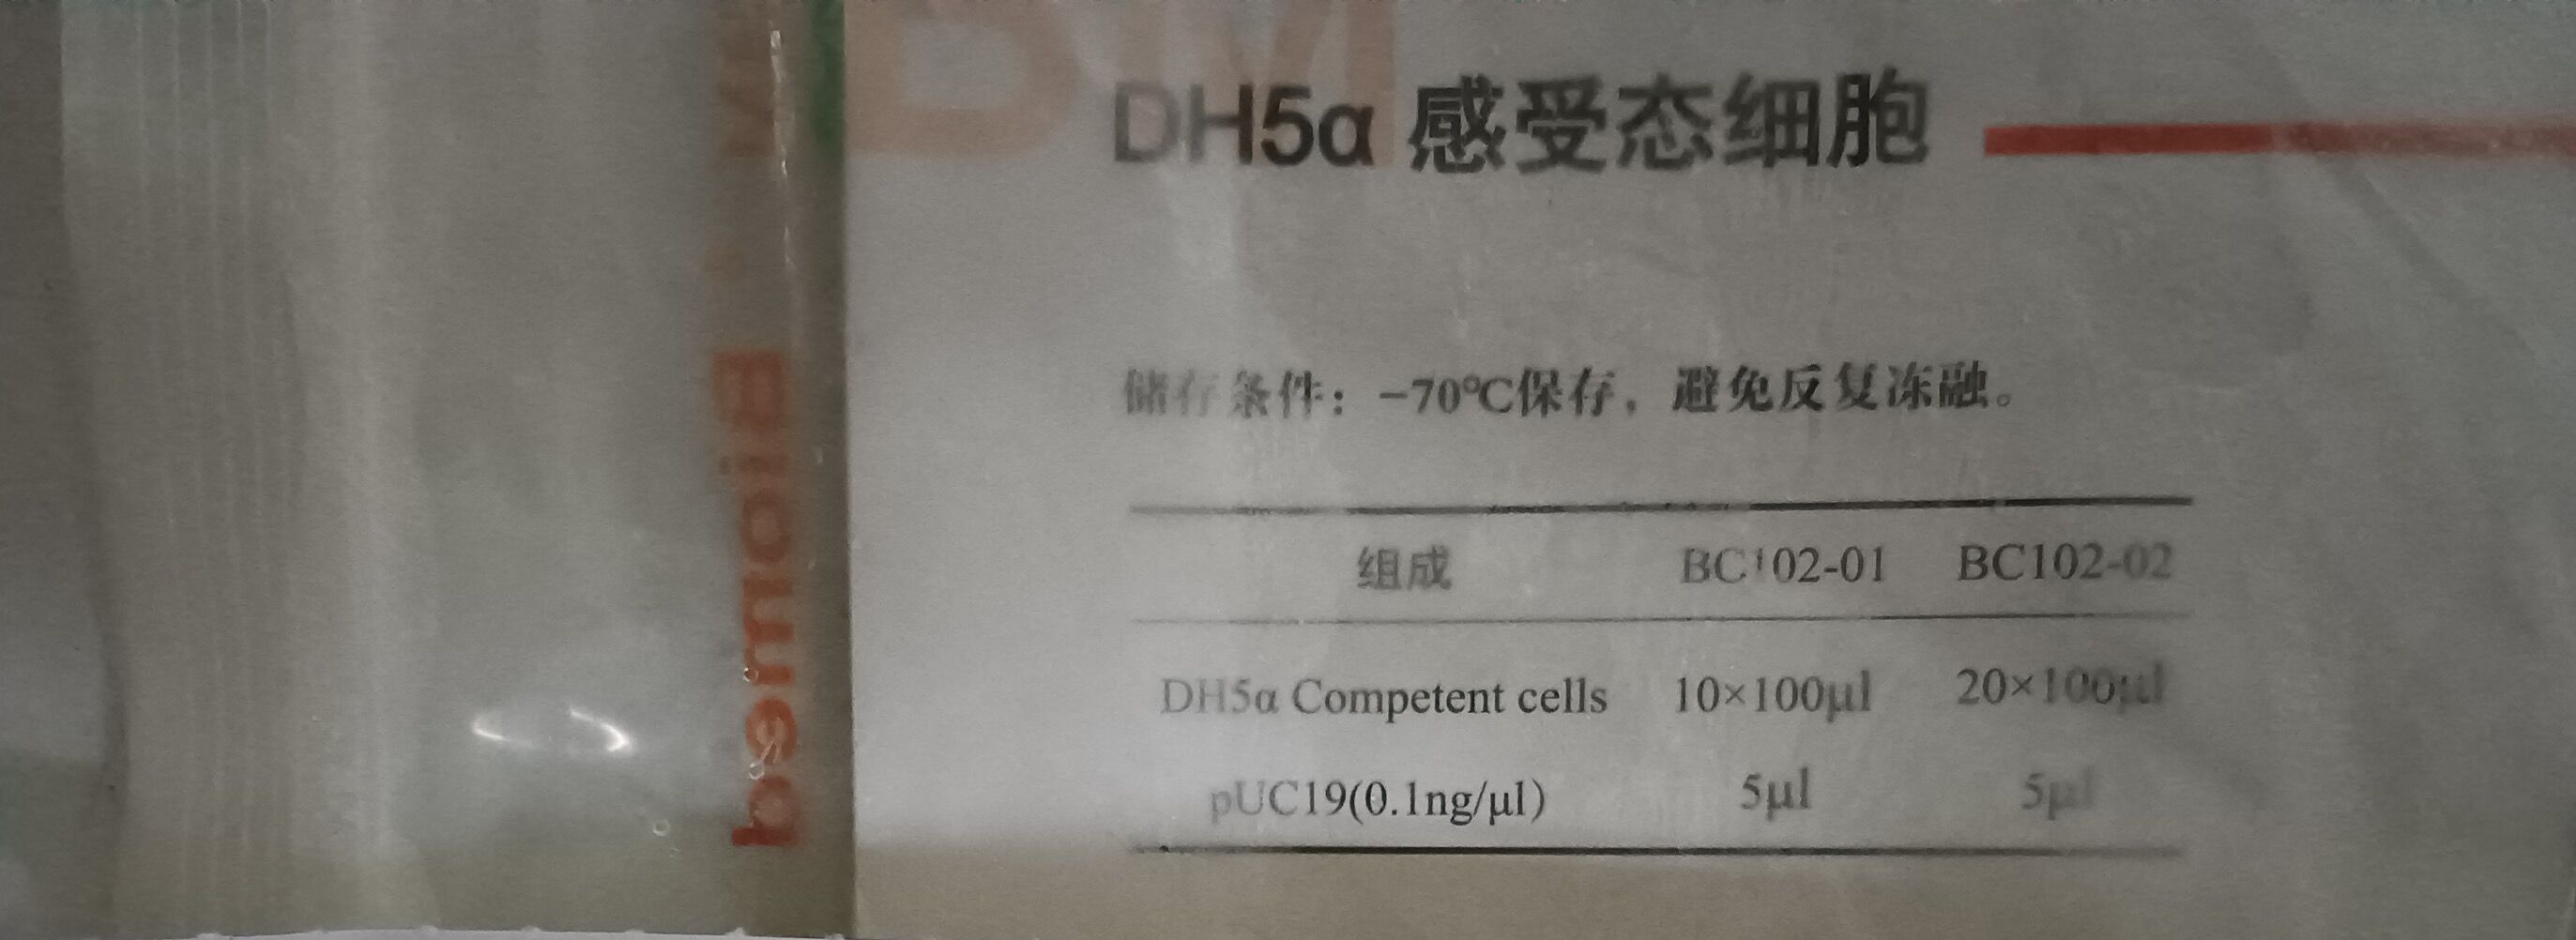 BM
DH5α 感受态细胞
储存条件：-70℃保存，避免反复冻融。
组成 BC102-01 BC102-02
DH5α Competent cells 10×100μl 20×100μl
pUC19(0.1ng/μl) 5μl 5μl
Biomed